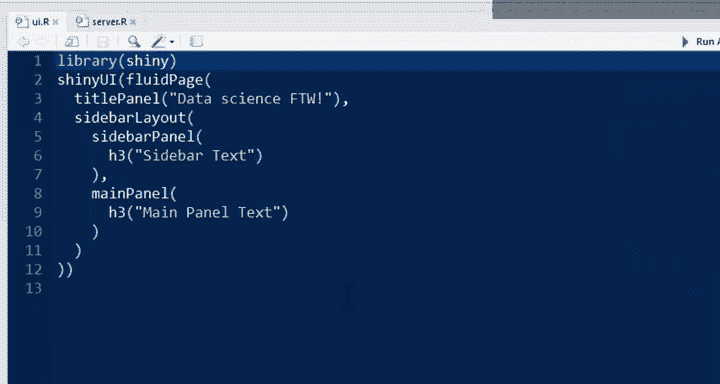 ui.R × server.R ×
Run A
1 library(shiny)
2 shinyUI(fluidPage(
3 titlePanel("Data science FTW!"),
4 sidebarLayout(
5 sidebarPanel(
6 h3("Sidebar Text")
7 ),
8 mainPanel(
9 h3("Main Panel Text")
10 )
11 )
12 ))
13